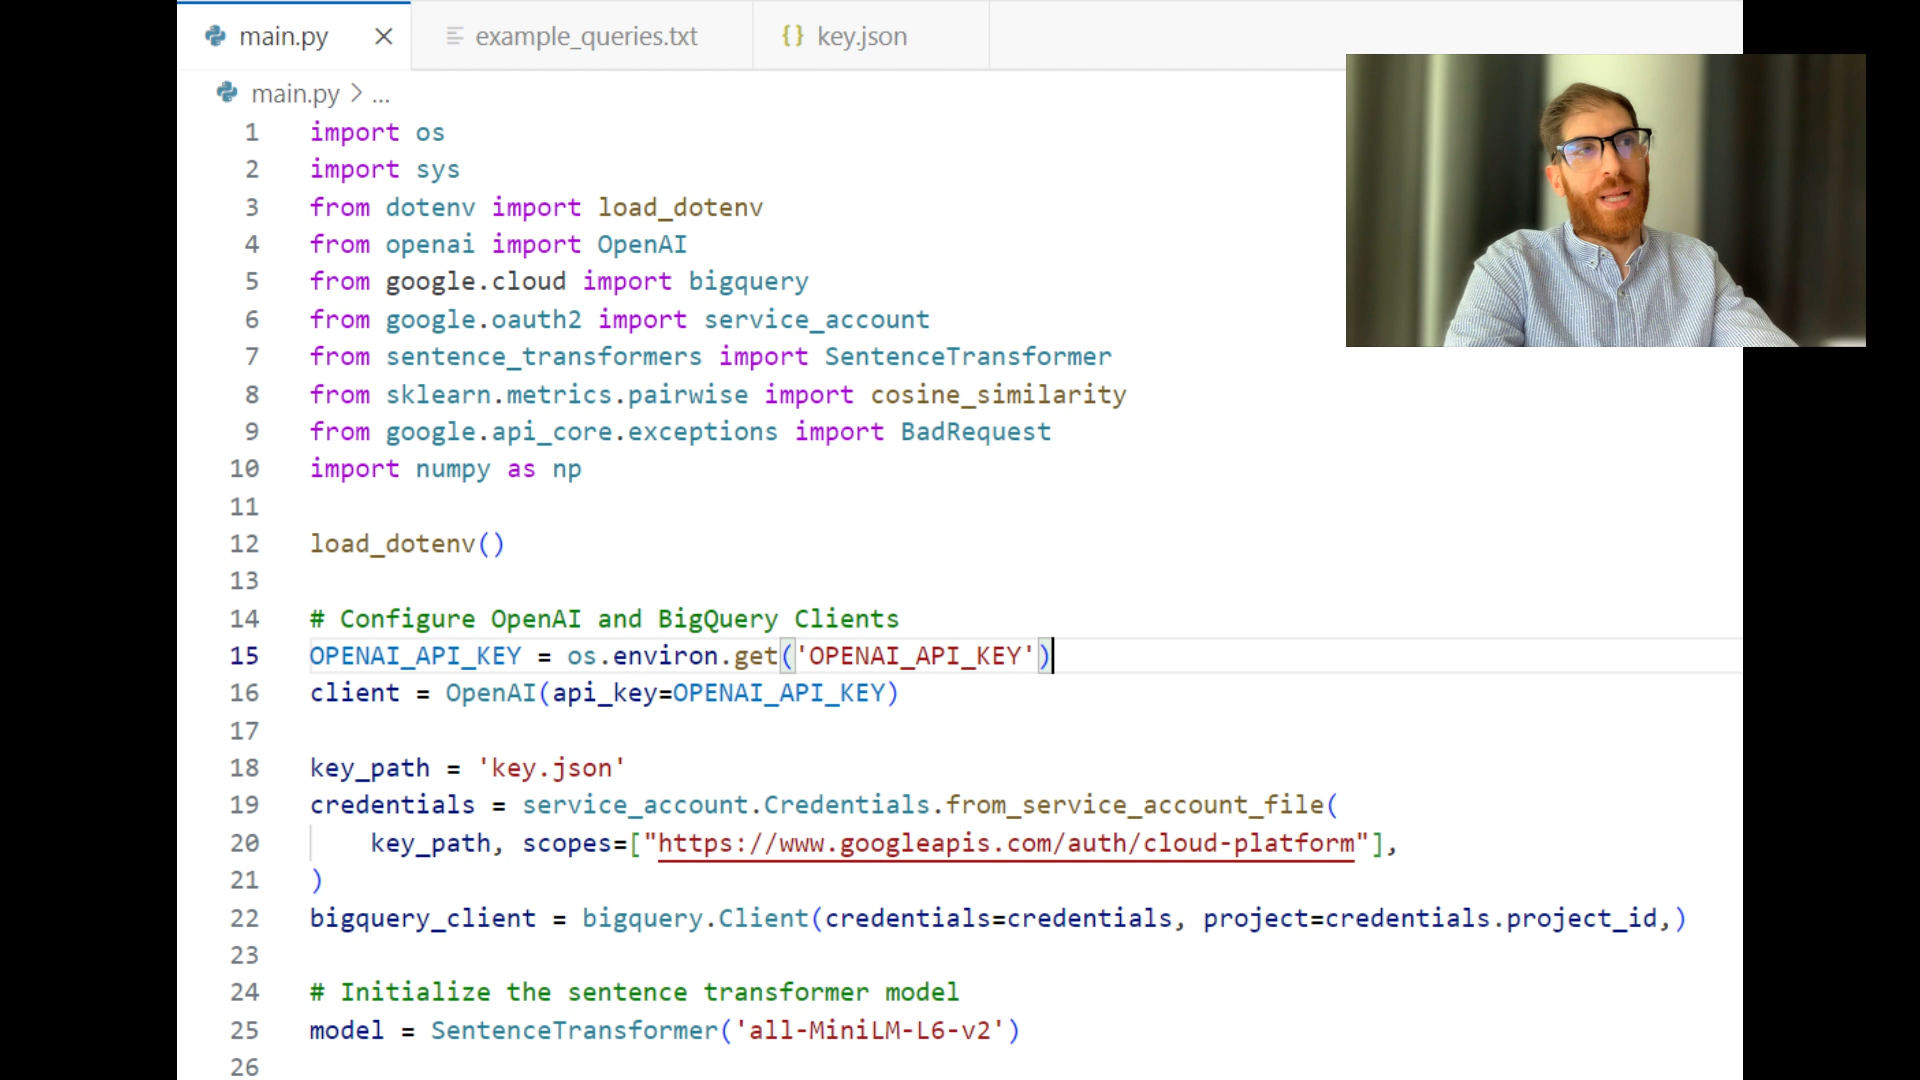 main.py
example_queries.txt
{} key.json
main.py > ...
1 import os
2 import sys
3 from dotenv import load_dotenv
4 from openai import OpenAI
5 from google.cloud import bigquery
6 from google.oauth2 import service_account
7 from sentence_transformers import SentenceTransformer
8 from sklearn.metrics.pairwise import cosine_similarity
9 from google.api_core.exceptions import BadRequest
10 import numpy as np
11
12 load_dotenv()
13
14 # Configure OpenAI and BigQuery Clients
15 OPENAI_API_KEY = os.environ.get('OPENAI_API_KEY')
16 client = OpenAI(api_key=OPENAI_API_KEY)
17
18 key_path = 'key.json'
19 credentials = service_account.Credentials.from_service_account_file(
20     key_path, scopes=["https://www.googleapis.com/auth/cloud-platform"],
21 )
22 bigquery_client = bigquery.Client(credentials=credentials, project=credentials.project_id,)
23
24 # Initialize the sentence transformer model
25 model = SentenceTransformer('all-MiniLM-L6-v2')
26